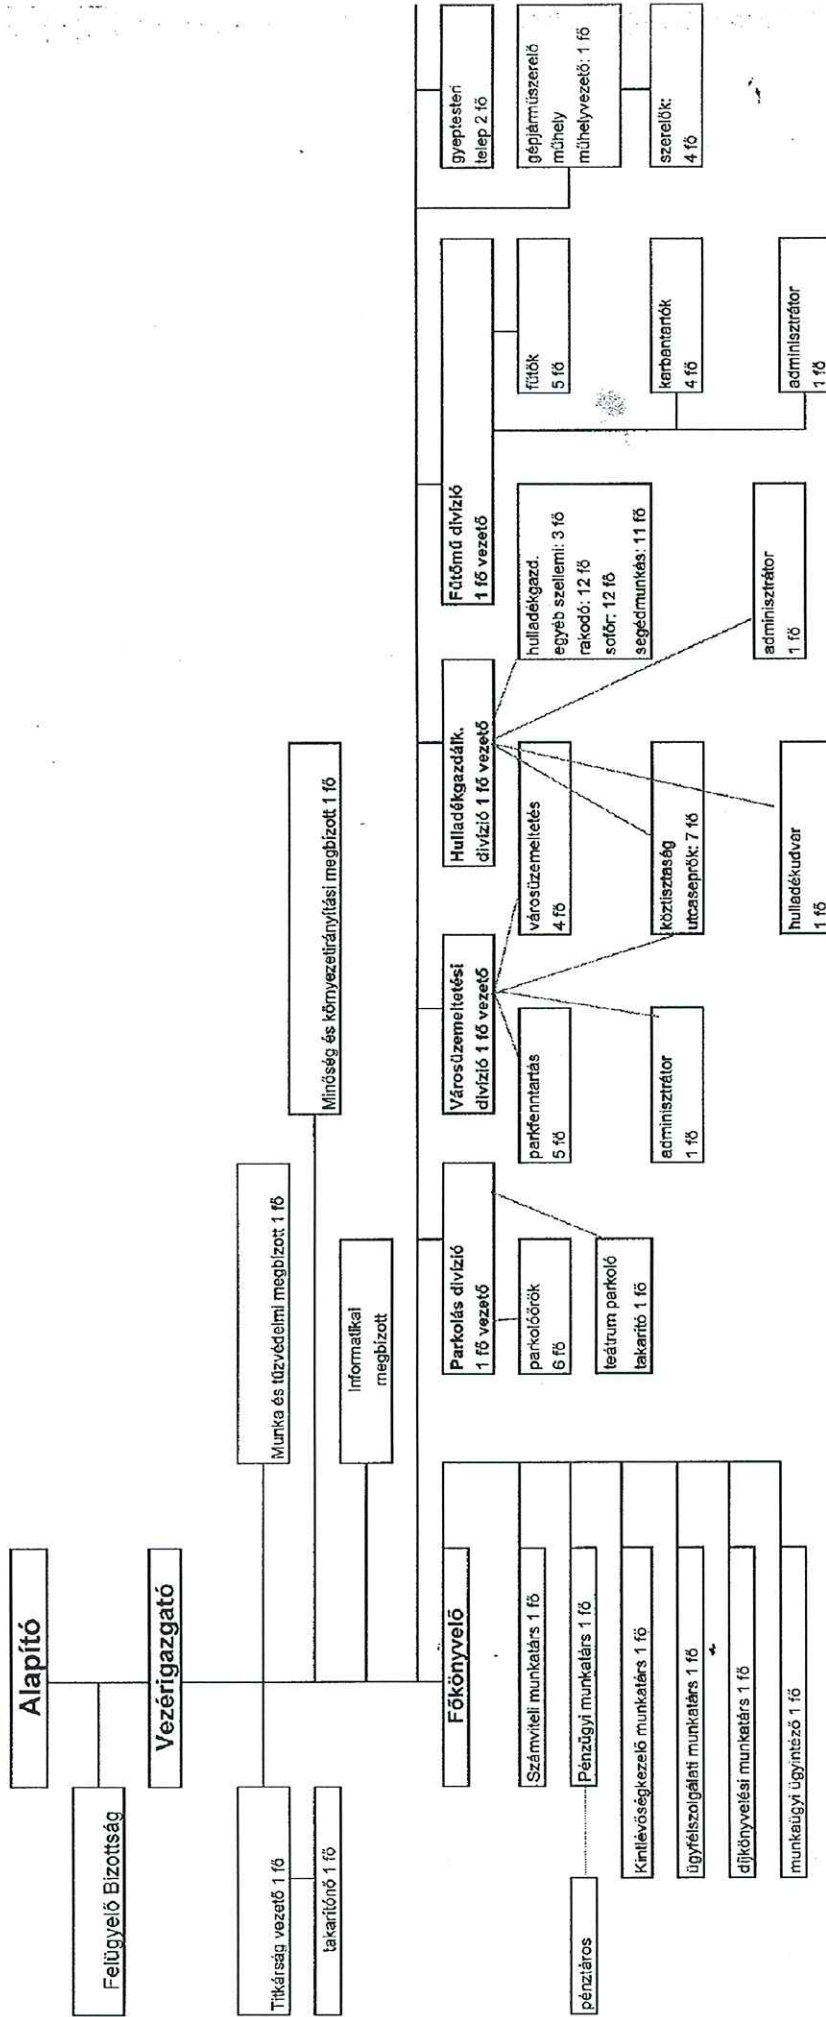 Alapító
Felügyelő Bizottság
Vezérigazgató
Titkárság vezető 1 fő
Munka és tűzvédelmi megbízott 1 fő
takarítónő 1 fő
Minőség és környezetirányítási megbízott 1 fő
Informatikai
megbízott
Főkönyvelő
Számviteli munkatárs 1 fő
pénztáros
Pénzügyi munkatárs 1 fő
Kintlévőségkezelő munkatárs 1 fő
ügyfélszolgálati munkatárs 1 fő
díjkönyvelési munkatárs 1 fő
munkaügyi ügyintéző 1 fő
Parkolás divízió
1 fő vezető
parkolóőrök
6 fő
teátrum parkoló
takarító 1 fő
Városüzemeltetési
divízió 1 fő vezető
parkfenntartás
5 fő
adminisztrátor
1 fő
városüzemeltetés
4 fő
köztisztaság
utcaseprők: 7 fő
hulladékudvar
1 fő
Hulladékgazdálk.
divízió 1 fő vezető
hulladékgazd.
egyéb szellemi: 3 fő
rakodó: 12 fő
sofőr: 12 fő
segédmunkás: 11 fő
adminisztrátor
1 fő
Fűtőmű divízió
1 fő vezető
fűtők
5 fő
karbantartók
4 fő
adminisztrátor
1 fő
gyeptesteri
telep 2 fő
gépjárműszerelő
műhely
műhelyvezető: 1 fő
szerelők:
4 fő